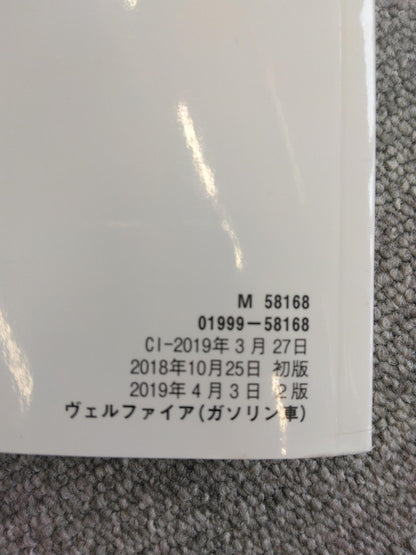 M 58168
01999-58168
CI-2019年3月27日
2018年10月25日 初版
2019年4月3日 2版
ヴェルファイア(ガソリン車)